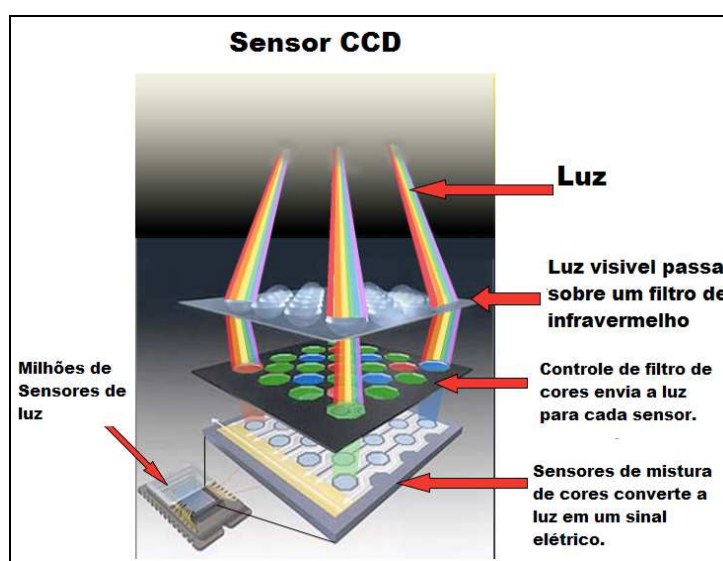 Sensor CCD
Luz
Luz visivel passa
sobre um filtro de
infravermelho
Milhões de
Sensores de
luz
Controle de filtro de
cores envia a luz
para cada sensor.
Sensores de mistura
de cores converte a
luz em um sinal
elétrico.